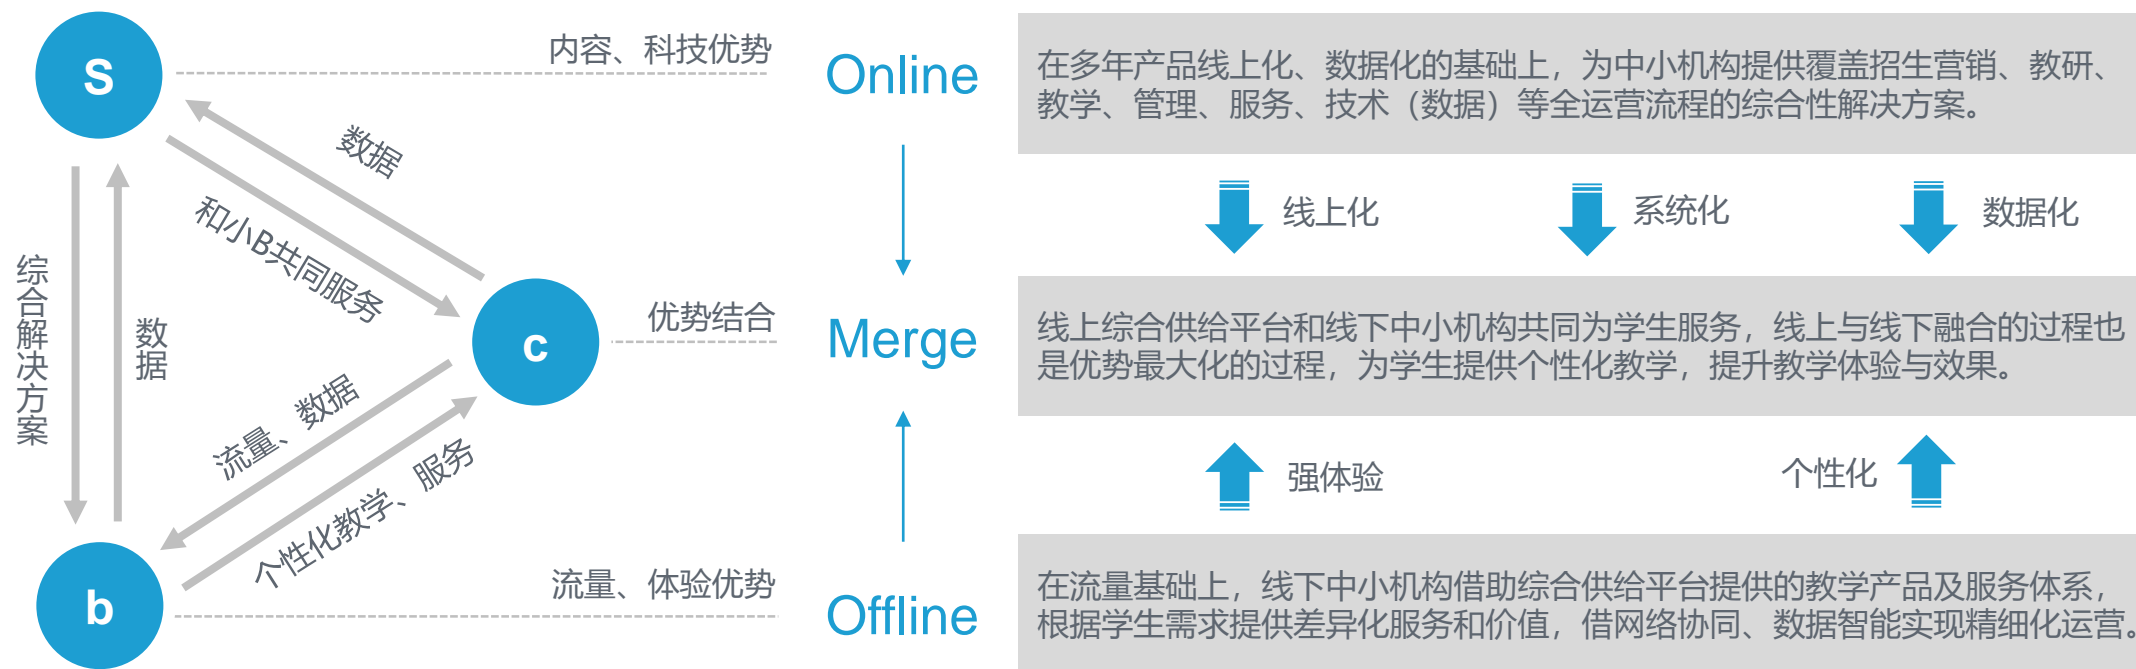 S
内容、科技优势
Online
在多年产品线上化、数据化的基础上，为中小机构提供覆盖招生营销、教研、
教学、管理、服务、技术（数据）等全运营流程的综合性解决方案。
数据
和小B共同服务
线上化
系统化
数据化
综合解决方案
数据
c
优势结合
Merge
线上综合供给平台和线下中小机构共同为学生服务，线上与线下融合的过程也
是优势最大化的过程，为学生提供个性化教学，提升教学体验与效果。
流量、数据
个性化教学、服务
强体验
个性化
b
流量、体验优势
Offline
在流量基础上，线下中小机构借助综合供给平台提供的教学产品及服务体系，
根据学生需求提供差异化服务和价值，借网络协同、数据智能实现精细化运营。